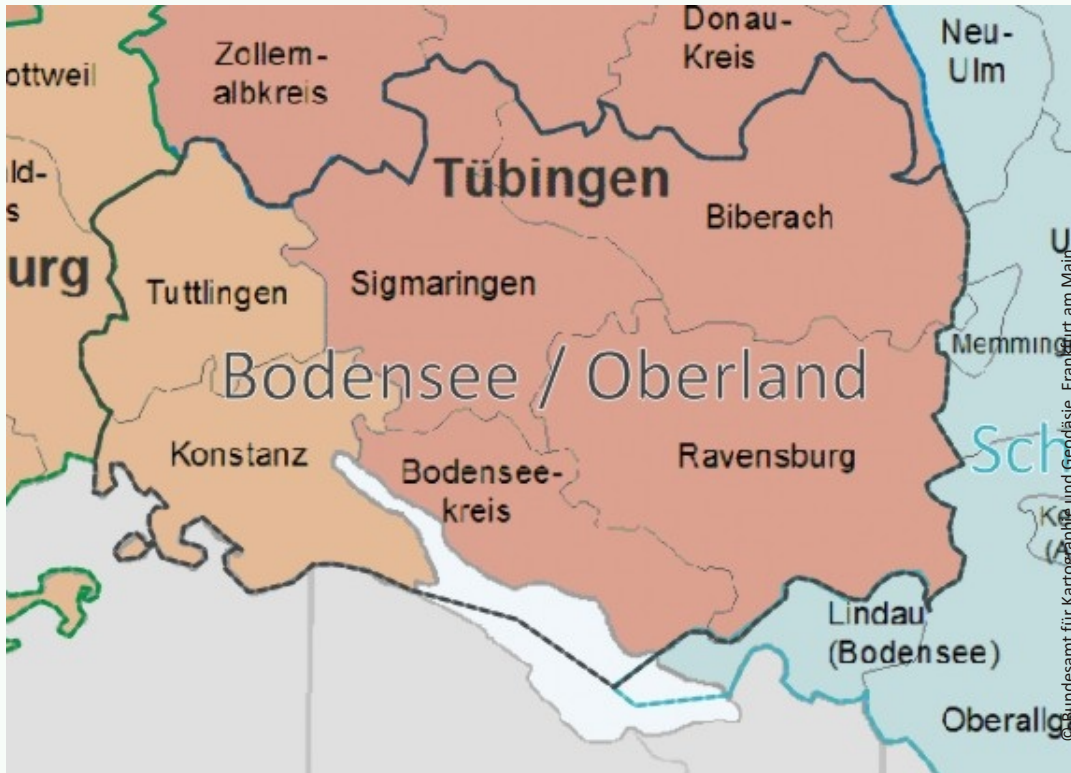 Donau-
Kreis
Neu-
Ulm
Zollern-
albkreis
ottweil
ld-
s
Tübingen
Biberach
urg
Tuttlingen
Sigmaringen
U
Memming
Bodensee / Oberland
Konstanz
Bodensee-
kreis
Ravensburg
Sch
Ke
(A
Lindau
(Bodensee)
Oberallg
© Bundesamt für Kartographie und Geodäsie, Frankfurt am Main